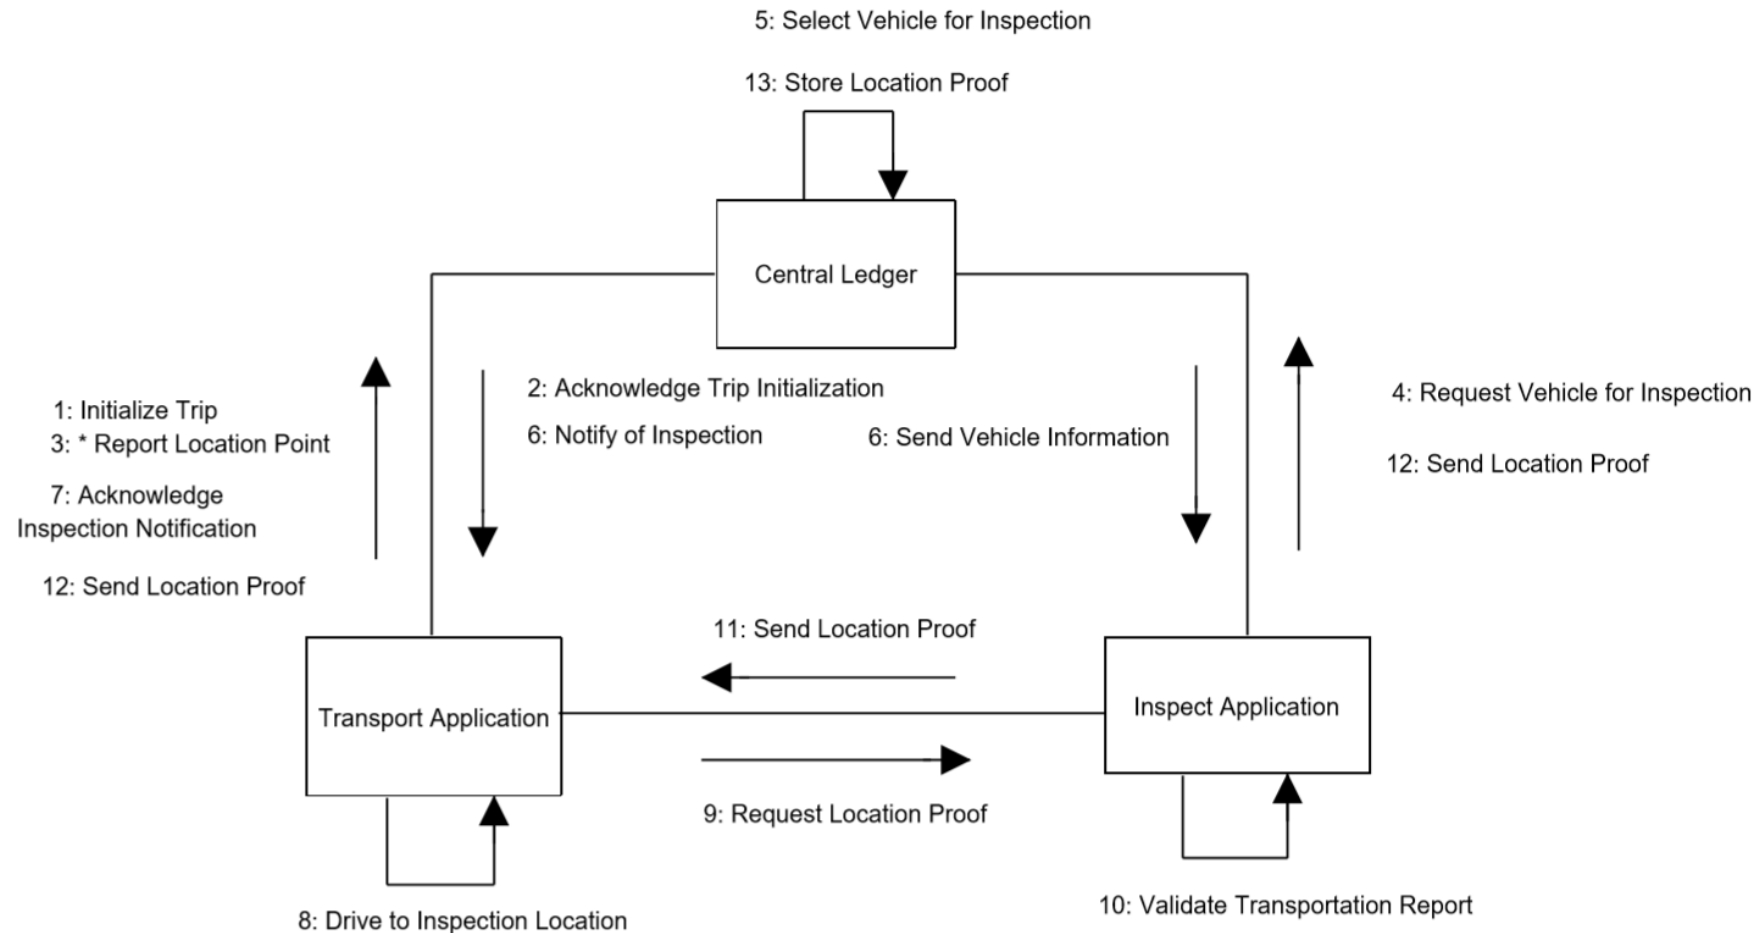 5: Select Vehicle for Inspection
13: Store Location Proof
Central Ledger
1: Initialize Trip
3: * Report Location Point
7: Acknowledge
Inspection Notification
12: Send Location Proof
2: Acknowledge Trip Initialization
6: Notify of Inspection
6: Send Vehicle Information
4: Request Vehicle for Inspection
12: Send Location Proof
11: Send Location Proof
Transport Application
Inspect Application
9: Request Location Proof
8: Drive to Inspection Location
10: Validate Transportation Report